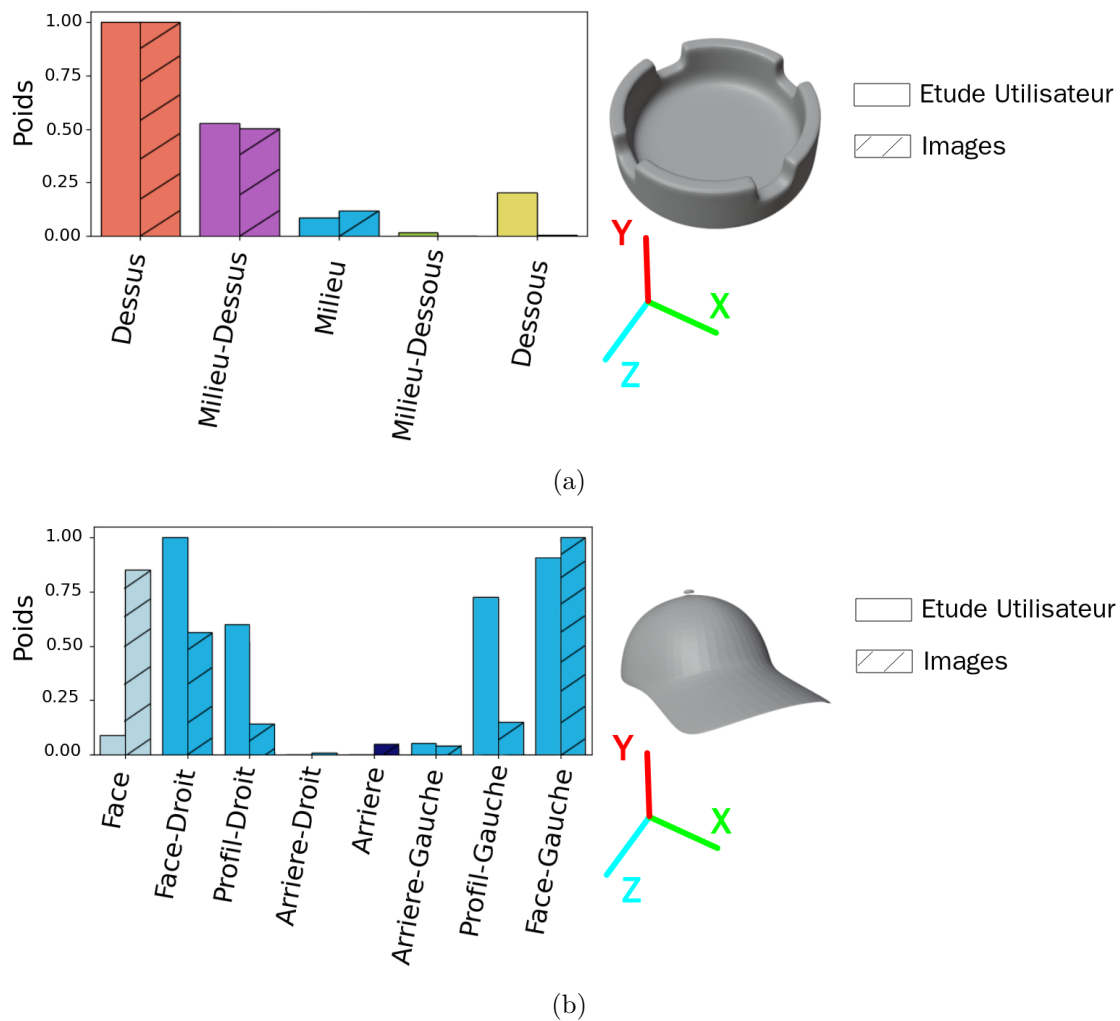 1.00
0.75
0.50
0.25
0.00
Poids
Dessus
Milieu-Dessus
Milieu
Milieu-Dessous
Dessous
Etude Utilisateur
Images
Y
X
Z
(a)
1.00
0.75
0.50
0.25
0.00
Poids
Face
Face-Droit
Profil-Droit
Arriere-Droit
Arriere
Arriere-Gauche
Profil-Gauche
Face-Gauche
Etude Utilisateur
Images
Y
X
Z
(b)